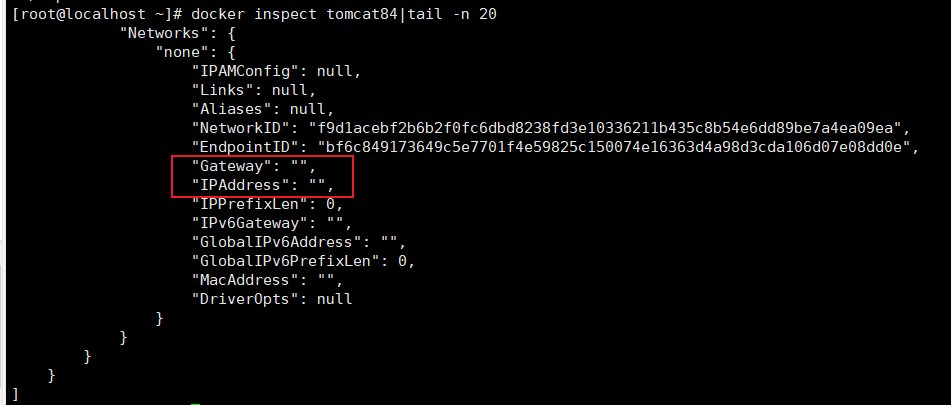 [root@localhost ~]# docker inspect tomcat84|tail -n 20
"Networks": {
"none": {
"IPAMConfig": null,
"Links": null,
"Aliases": null,
"NetworkID": "f9d1acebf2b6b2f0fc6dbd8238fd3e10336211b435c8b54e6dd89be7a4ea09ea",
"EndpointID": "bf6c849173649c5e7701f4e59825c150074e16363d4a98d3cda106d07e08dd0e",
"Gateway": "",
"IPAddress": "",
"IPPrefixLen": 0,
"IPv6Gateway": "",
"GlobalIPv6Address": "",
"GlobalIPv6PrefixLen": 0,
"MacAddress": "",
"DriverOpts": null
}
}
}
}
]